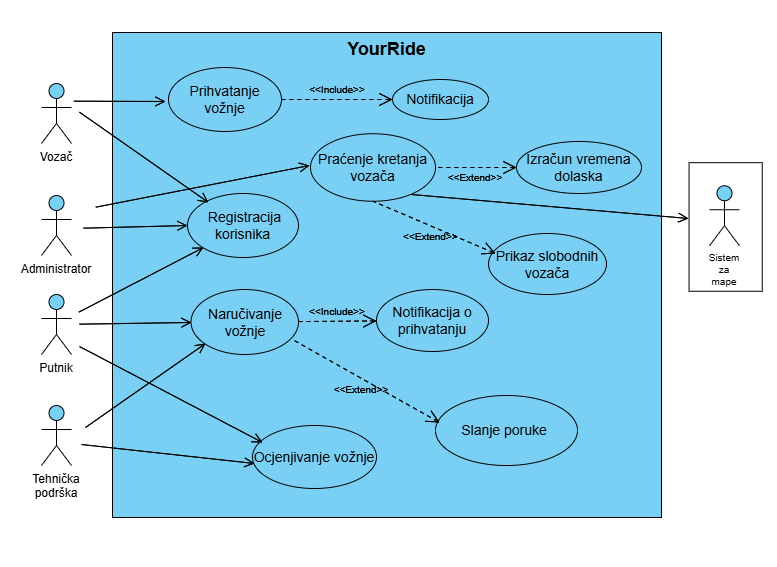 YourRide
Prihvatanje
vožnje
<<Include>>
Notifikacija
Vozač
Praćenje kretanja
vozača
<<Extend>>
Izračun vremena
dolaska
Administrator
Registracija
korisnika
<<Extend>>
Prikaz slobodnih
vozača
Sistem
za
mape
Putnik
Naručivanje
vožnje
<<Include>>
Notifikacija o
prihvatanju
<<Extend>>
Slanje poruke
Tehnička
podrška
Ocjenjivanje vožnje